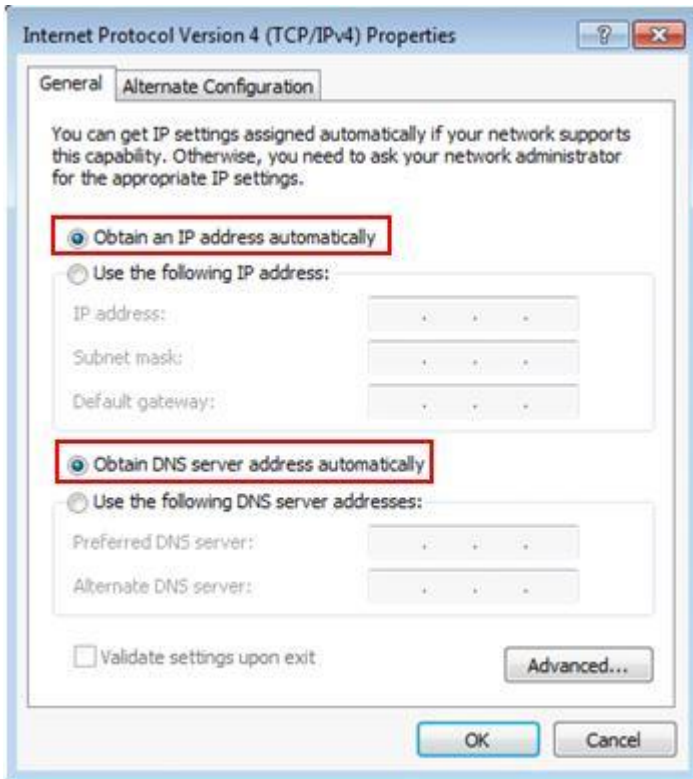 Internet Protocol Version 4 (TCP/IPv4) Properties
General
Alternate Configuration
You can get IP settings assigned automatically if your network supports
this capability. Otherwise, you need to ask your network administrator
for the appropriate IP settings.
Obtain an IP address automatically
Use the following IP address:
IP address:
Subnet mask:
Default gateway:
Obtain DNS server address automatically
Use the following DNS server addresses:
Preferred DNS server:
Alternate DNS server:
Validate settings upon exit
Advanced...
OK
Cancel